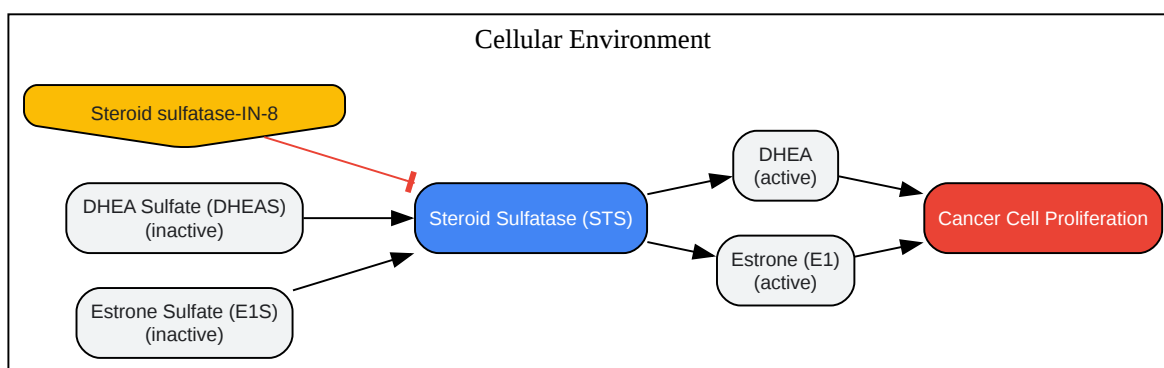 Cellular Environment
Steroid sulfatase-IN-8
DHEA Sulfate (DHEAS)
(inactive)
Estrone Sulfate (E1S)
(inactive)
Steroid Sulfatase (STS)
DHEA
(active)
Estrone (E1)
(active)
Cancer Cell Proliferation